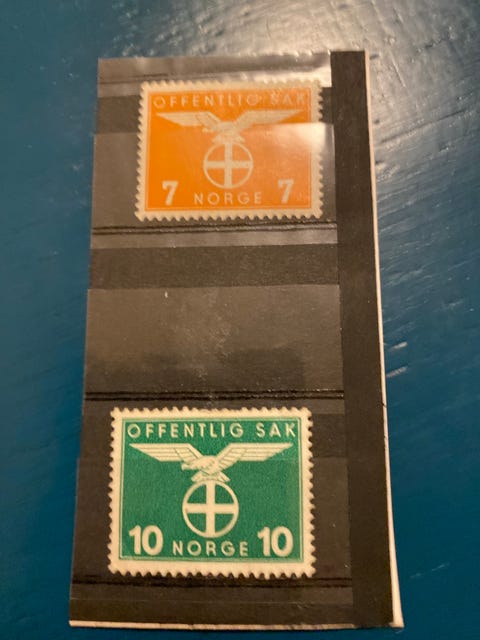 OFFENTLIG SAK
7 NORGE 7
OFFENTLIG SAK
10 NORGE 10